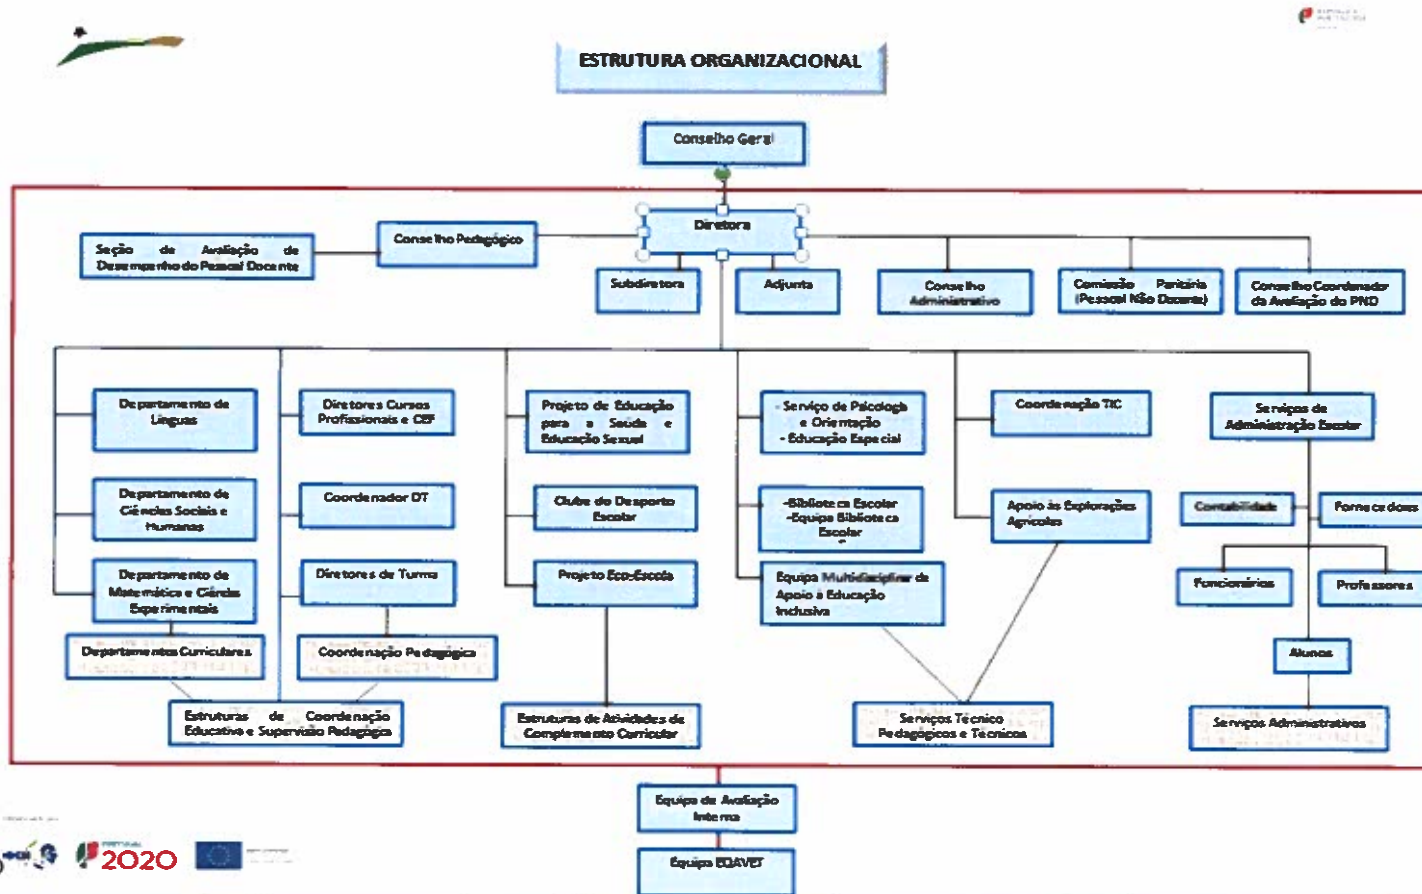 ESTRUTURA ORGANIZACIONAL
Conselho Geral
Diretora
Conselho Pedagógico
Seção de Avaliação de
Desempenho do Pessoal Docente
Subdiretora
Adjunta
Conselho
Administrativo
Comissão Paritária
(Pessoal Não Docente)
Conselho Coordenador
da Avaliação do PND
Departamento de
Línguas
Diretores Cursos
Profissionais e CEF
Projeto de Educação
para a Saúde e
Educação Sexual
- Serviço de Psicologia
e Orientação
- Educação Especial
Coordenação TIC
Serviços de
Administração Escolar
Departamento de
Ciências Sociais e
Humanas
Coordenador DT
Clube do Desporto
Escolar
-Biblioteca Escolar
-Equipa Biblioteca
Escolar
Apoio às Explorações
Agrícolas
Contabilidade
Fornecedores
Departamento de
Matemática e Ciências
Experimentais
Diretores de Turma
Projeto Eco-Escola
Equipa Multidisciplinar de
Apoio à Educação
Inclusiva
Funcionários
Professores
Departamentos Curriculares
Coordenação Pedagógica
Alunos
Estruturas de Coordenação
Educativa e Supervisão Pedagógica
Estruturas de Atividades de
Complemento Curricular
Serviços Técnico
Pedagógicos e Técnicos
Serviços Administrativos
Equipa de Avaliação
Interna
Equipa EQAVET
PORTUGAL
2020